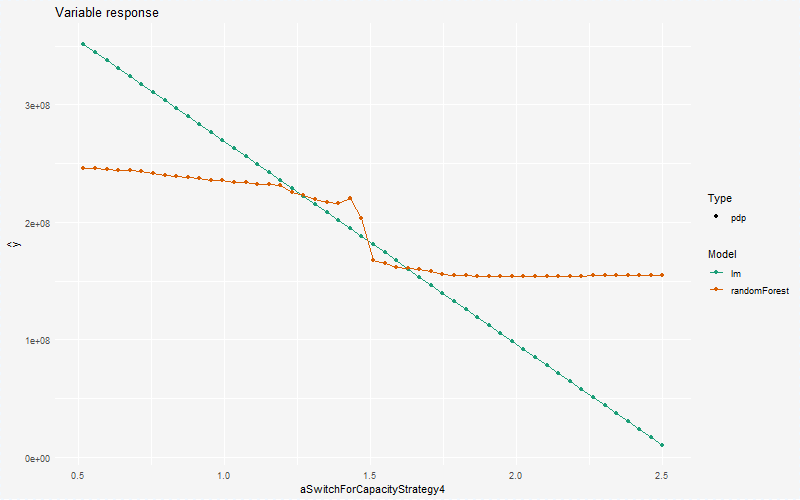 Variable response
3e+08
2e+08
1e+08
0e+00
ŷ
0.5 1.0 1.5 2.0 2.5
aSwitchForCapacityStrategy4
Type
pdp
Model
lm
randomForest